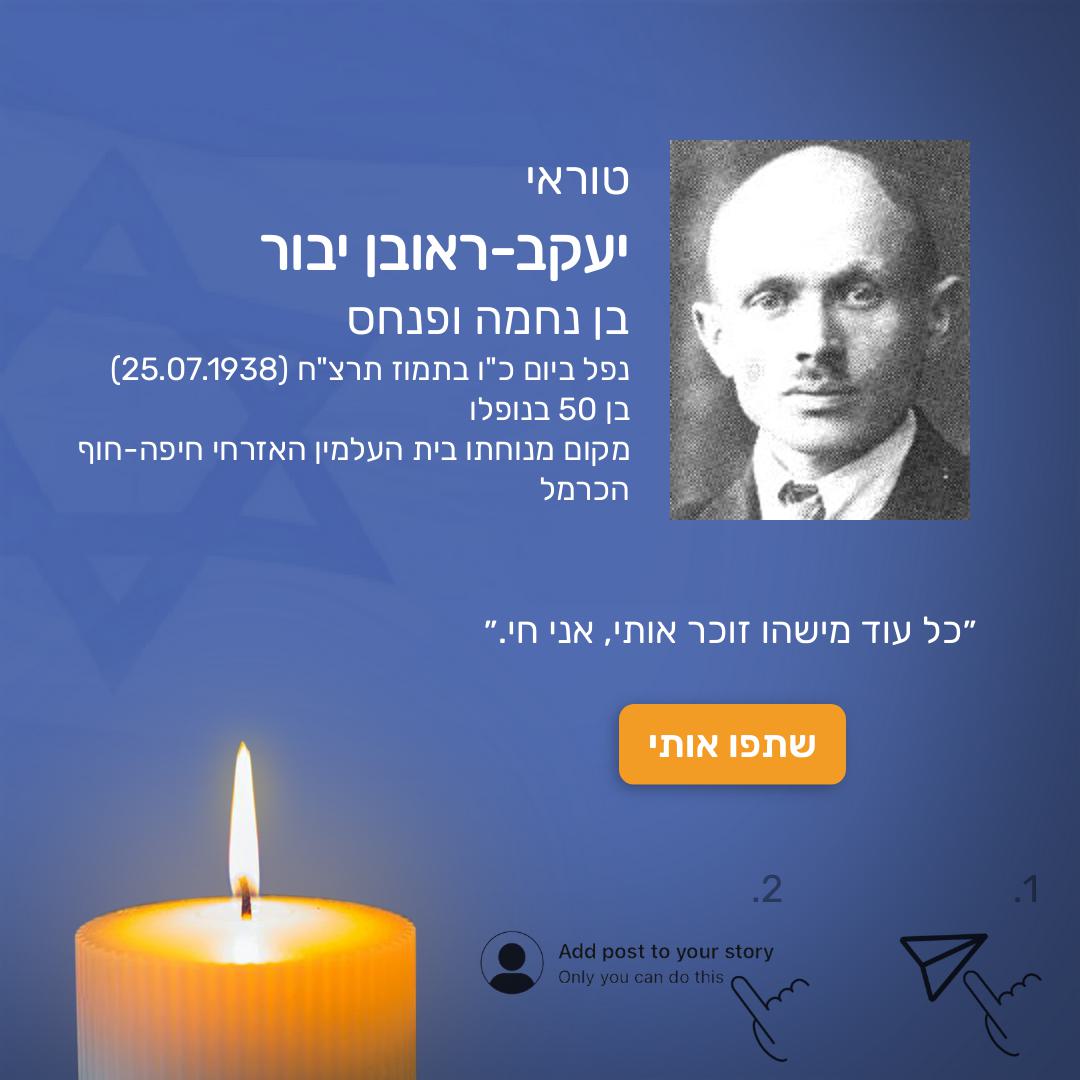 טוראי
יעקב-ראובן יבור
בן נחמה ופנחס
נפל ביום כ"ו בתמוז תרצ"ח (25.07.1938)
בן 50 בנופלו
מקום מנוחתו בית העלמין האזרחי חיפה-חוף
הכרמל
״כל עוד מישהו זוכר אותי, אני חי.״
שתפו אותי
1.
2.
Add post to your story
Only you can do this